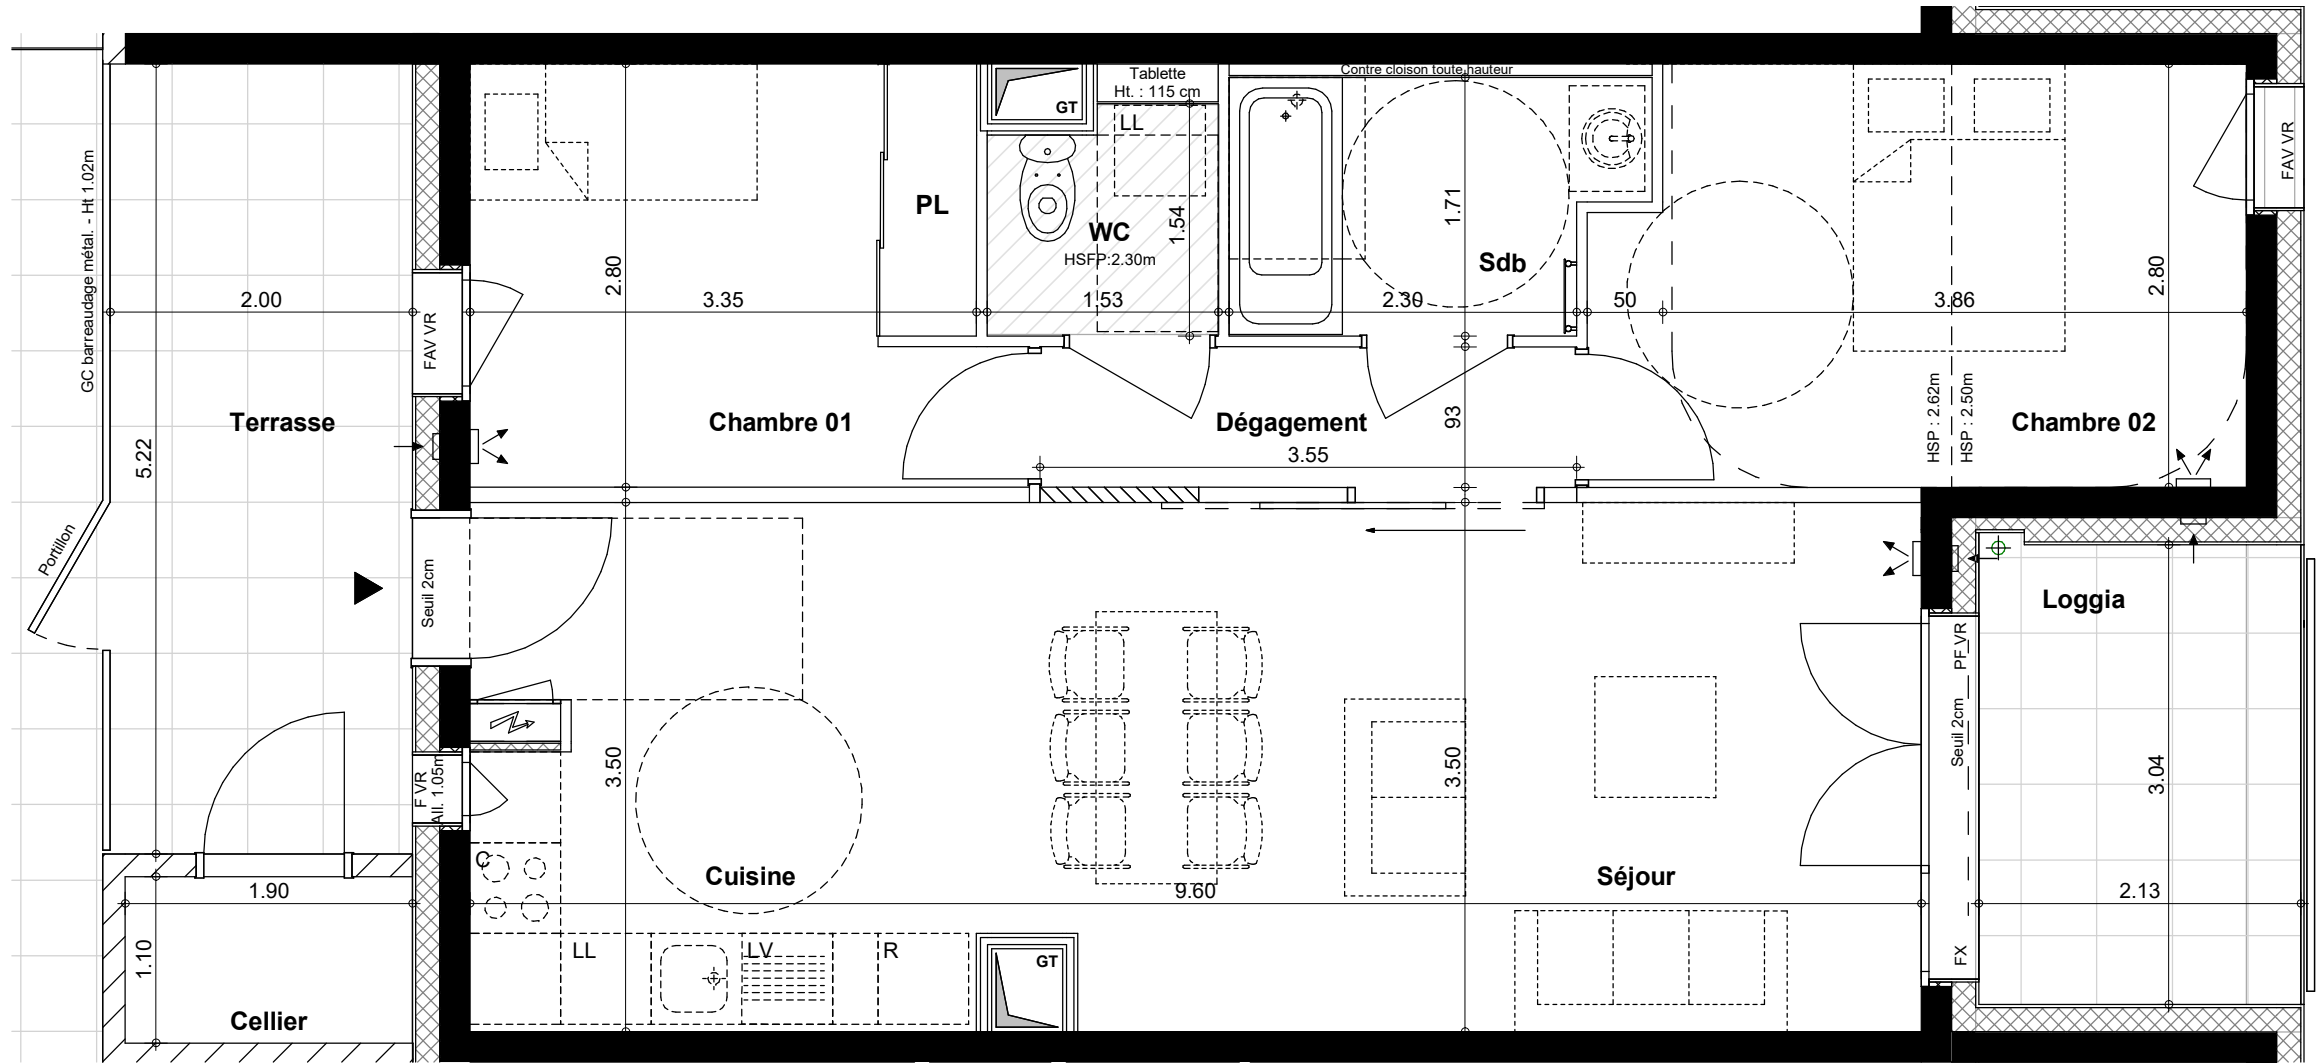 Contre cloison toute hauteur
Tablette
Ht. : 115 cm
GT
LL
PL
WC
HSFP:2.30m
1.54
1.71
Sdb
FAV VR
GC barreaudage métal. - Ht 1.02m
2.80
2.80
2.00
3.35
1.53
2.30
50
3.86
FAV VR
Terrasse
Chambre 01
Dégagement
93
HSP : 2.62m
HSP : 2.50m
Chambre 02
5.22
3.55
Portillon
Seuil 2cm
Loggia
PF VR
Seuil 2cm
3.50
3.50
3.04
F VR
All. 1.05m
C
Cuisine
Séjour
1.90
9.60
2.13
1.10
LL
LV
R
GT
FX
Cellier